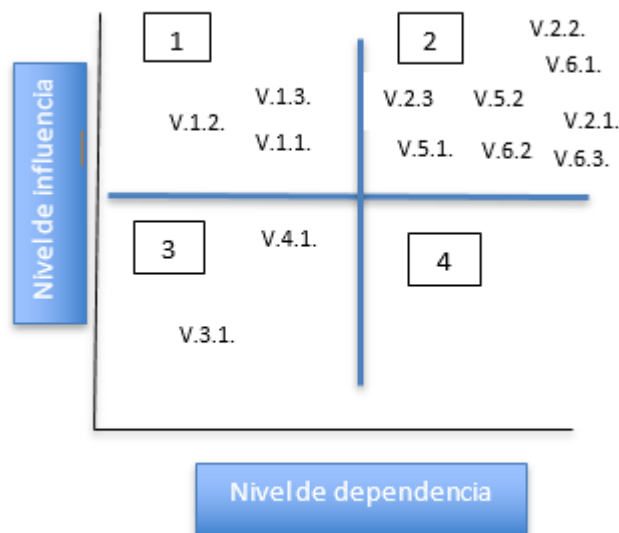 1
2
V.2.2.
V.6.1.
V.1.3.
V.2.3
V.5.2
V.1.2.
V.2.1.
V.1.1.
V.5.1.
V.6.2
V.6.3.
Nivel de influencia
3
V.4.1.
4
V.3.1.
Nivel de dependencia